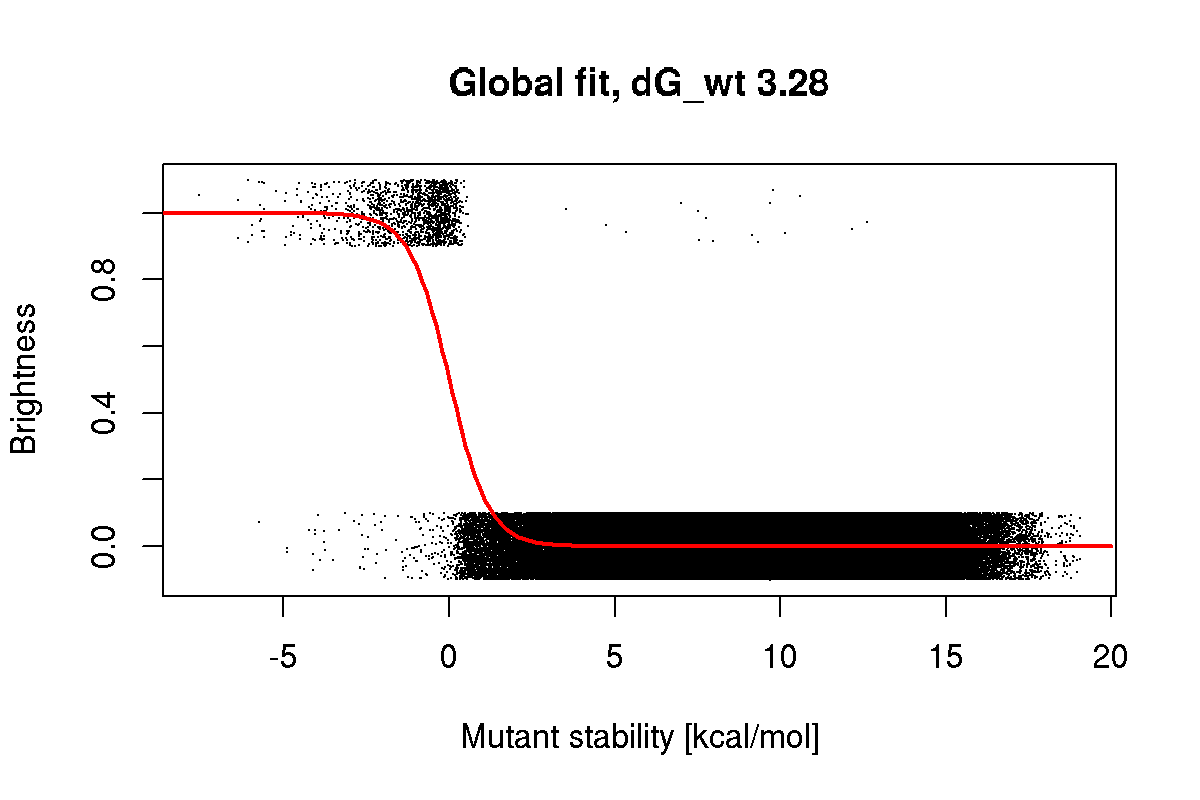 Global fit, dG_wt 3.28
Brightness
0.8
0.4
0.0
-5 0 5 10 15 20
Mutant stability [kcal/mol]